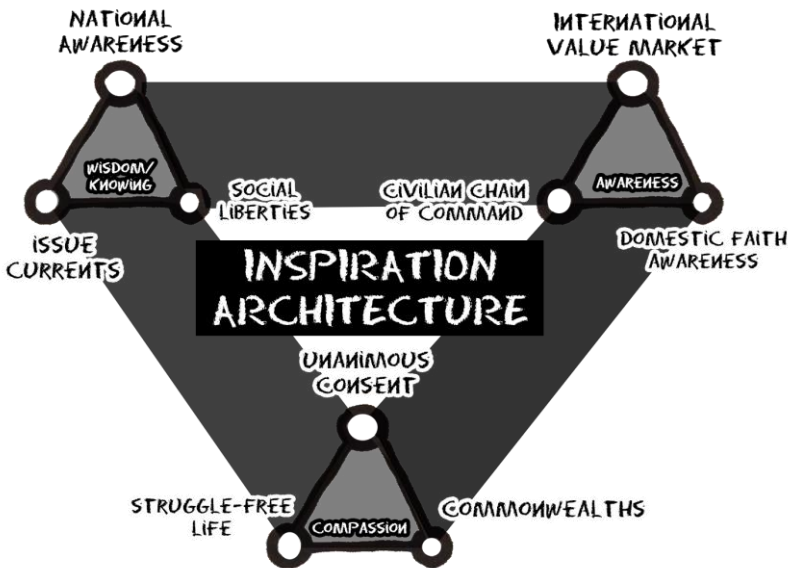 NATIONAL
AWARENESS
INTERNATIONAL
VALUE MARKET
WISDOM/
KNOWING
AWARENESS
SOCIAL
LIBERTIES
CIVILIAN CHAIN
OF COMMAND
ISSUE
CURRENTS
DOMESTIC FAITH
AWARENESS
INSPIRATION
ARCHITECTURE
UNANIMOUS
CONSENT
STRUGGLE-FREE
LIFE
COMPASSION
COMMONWEALTHS